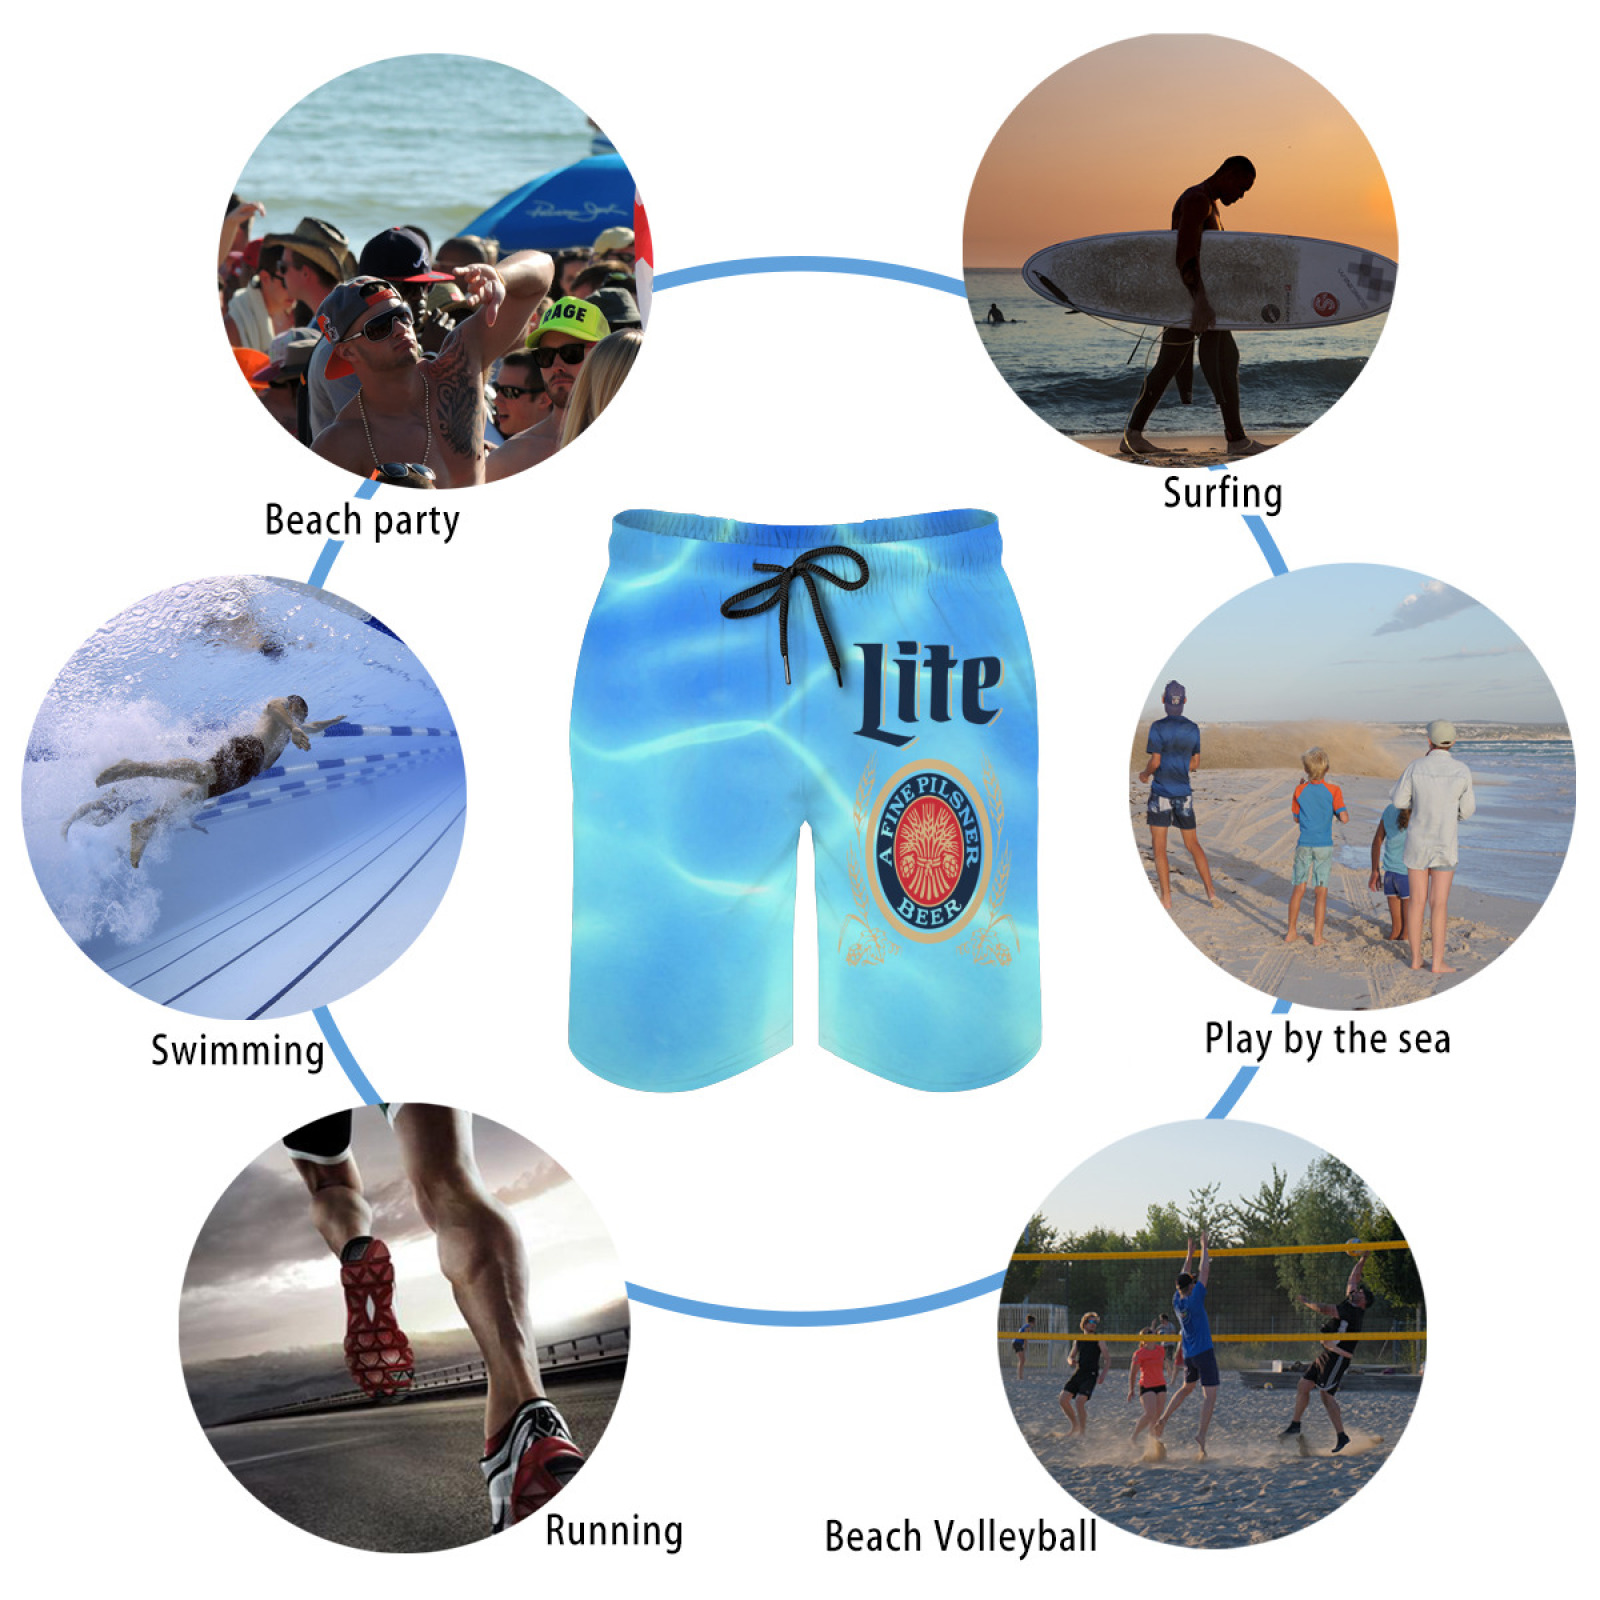 RAGE
Beach party
Surfing
Lite
A FINE PILSNER
BEER
Swimming
Play by the sea
Running
Beach Volleyball